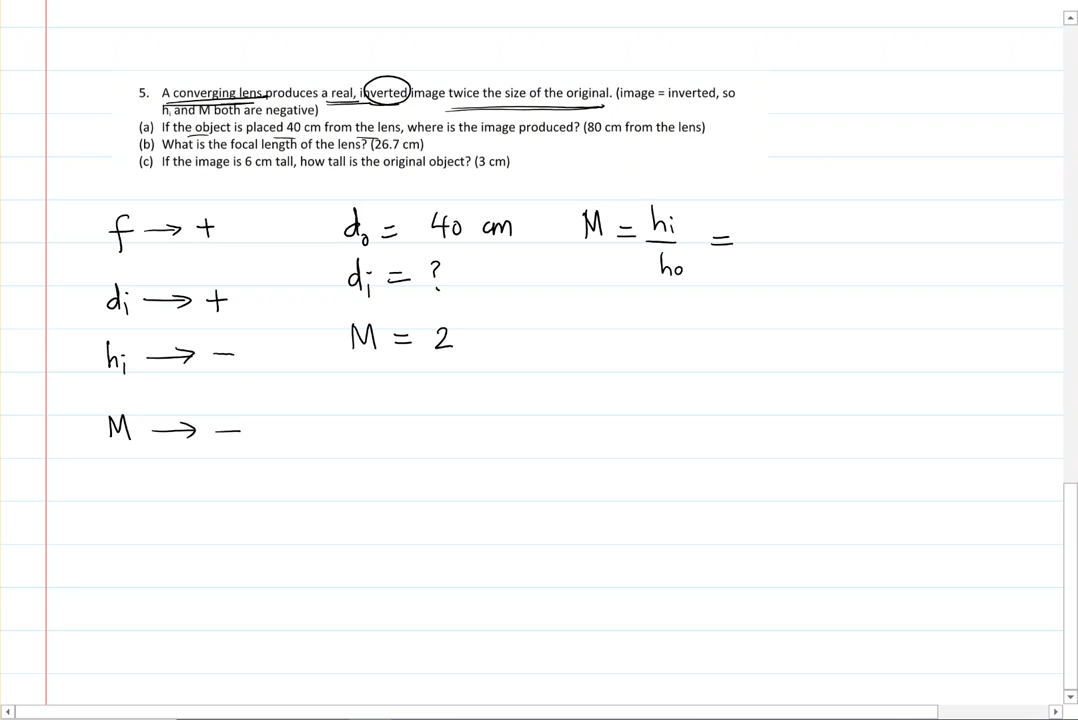 5. A converging lens produces a real, inverted image twice the size of the original. (image = inverted, so
hi and M both are negative)
(a) If the object is placed 40 cm from the lens, where is the image produced? (80 cm from the lens)
(b) What is the focal length of the lens? (26.7 cm)
(c) If the image is 6 cm tall, how tall is the original object? (3 cm)
f → +
do = 40 cm
M = hi/ho =
di → +
di = ?
hi → −
M = 2
M → −